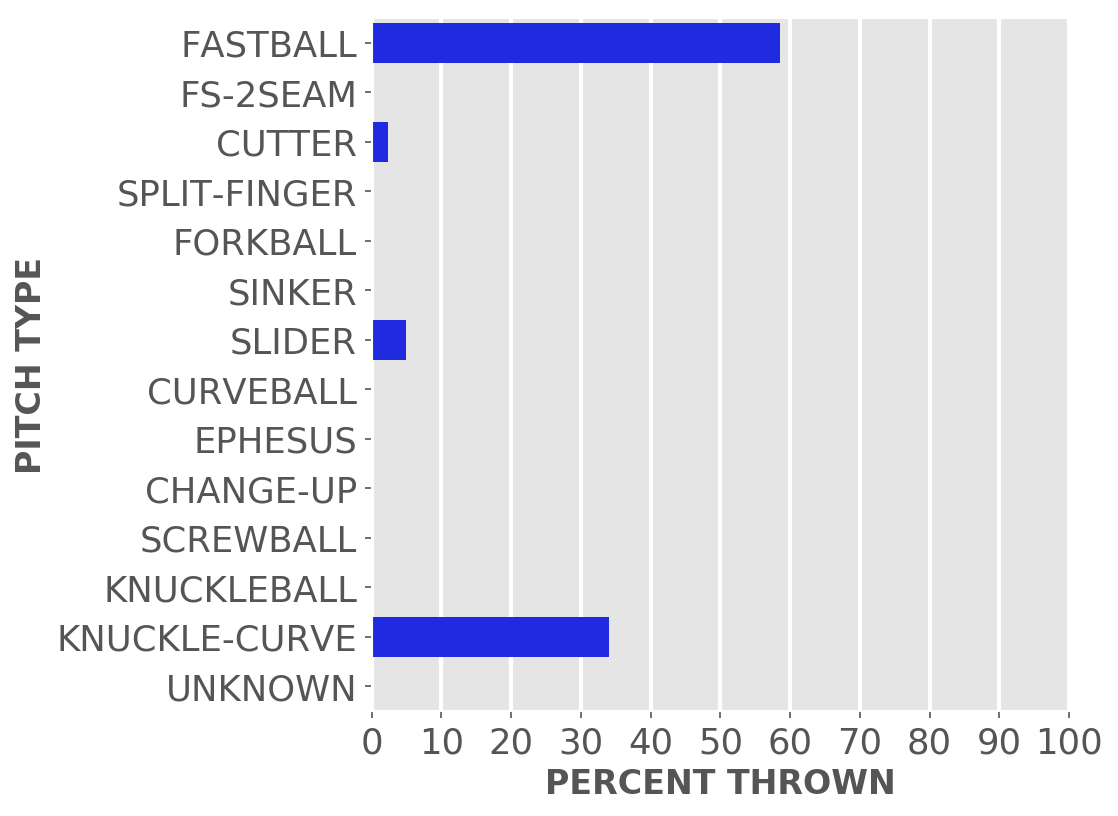 FASTBALL
FS-2SEAM
CUTTER
SPLIT-FINGER
FORKBALL
SINKER
SLIDER
CURVEBALL
EPHESUS
CHANGE-UP
SCREWBALL
KNUCKLEBALL
KNUCKLE-CURVE
UNKNOWN
PITCH TYPE
0 10 20 30 40 50 60 70 80 90 100
PERCENT THROWN